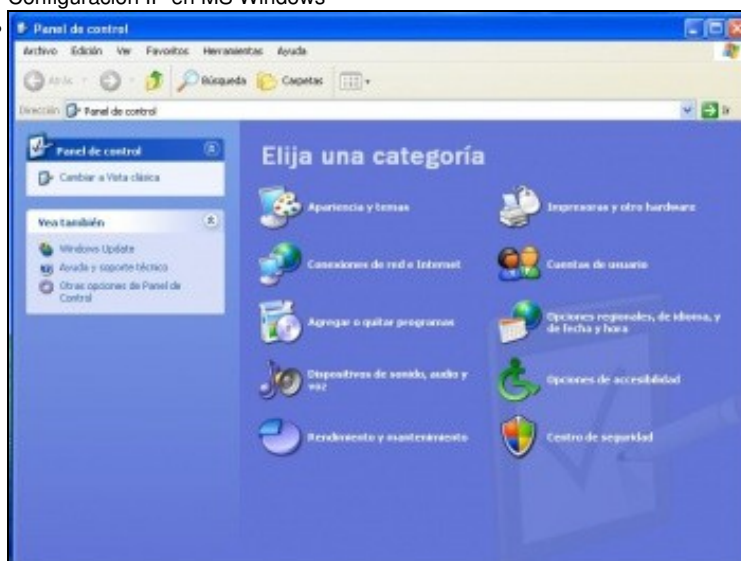 Configuración IP en MS Windows
Panel de control
Archivo Edición Ver Favoritos Herramientas Ayuda
Atrás Búsqueda Carpetas
Dirección Panel de control Ir
Panel de control
Cambiar a Vista clásica
Vea también
Windows Update
Ayuda y soporte técnico
Otras opciones de Panel de
Control
Elija una categoría
Apariencia y temas
Impresoras y otro hardware
Conexiones de red e Internet
Cuentas de usuario
Agregar o quitar programas
Opciones regionales, de idioma, y
de fecha y hora
Dispositivos de sonido, audio y
voz
Opciones de accesibilidad
Rendimiento y mantenimiento
Centro de seguridad